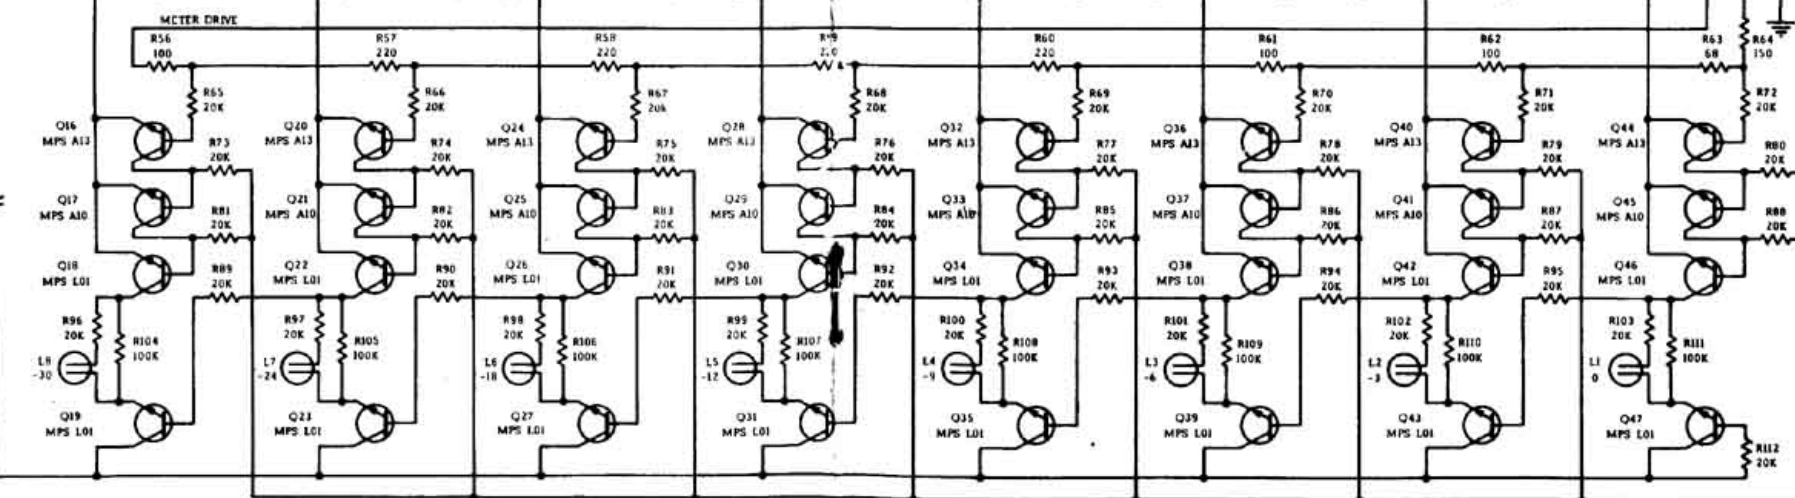 METER DRIVE
R56 R57 R58 R60 R61 R62 R63 R64
100 220 220 220 100 100 68 150
R65 R66 R67 R68 R69 R70 R71 R72
20K 20K 20K 20K 20K 20K 20K 20K
Q16 Q20 Q24 Q28 Q32 Q36 Q40 Q44
MPS A13 MPS A13 MPS A13 MPS A13 MPS A13 MPS A13 MPS A13 MPS A13
R73 R74 R75 R76 R77 R78 R79 R80
20K 20K 20K 20K 20K 20K 20K 20K
Q17 Q21 Q25 Q29 Q33 Q37 Q41 Q45
MPS A10 MPS A10 MPS A10 MPS A10 MPS MPS A10 MPS A10 MPS A10
R81 R82 R83 R84 R85 R86 R87 R88
20K 20K 20K 20K 20K 20K 20K 20K
Q18 Q22 Q26 Q30 Q34 Q38 Q42 Q46
MPS L01 MPS L01 MPS L01 MPS L01 MPS L01 MPS L01 MPS L01 MPS L01
R89 R90 R91 R92 R93 R94 R95
20K 20K 20K 20K 20K 20K 20K
R96 R97 R98 R99 R100 R101 R102 R103
20K 20K 20K 20K 20K 20K 20K 20K
R104 R105 R106 R107 R108 R109 R110 R111
100K 100K 100K 100K 100K 100K 100K 100K
L8 L7 L6 L5 L4 L3 L2 L1
-30 -24 -18 -12 -9 -6 -3 0
Q19 Q23 Q27 Q31 Q35 Q39 Q43 Q47
MPS L01 MPS L01 MPS L01 MPS L01 MPS L01 MPS L01 MPS L01 MPS L01
R112
20K